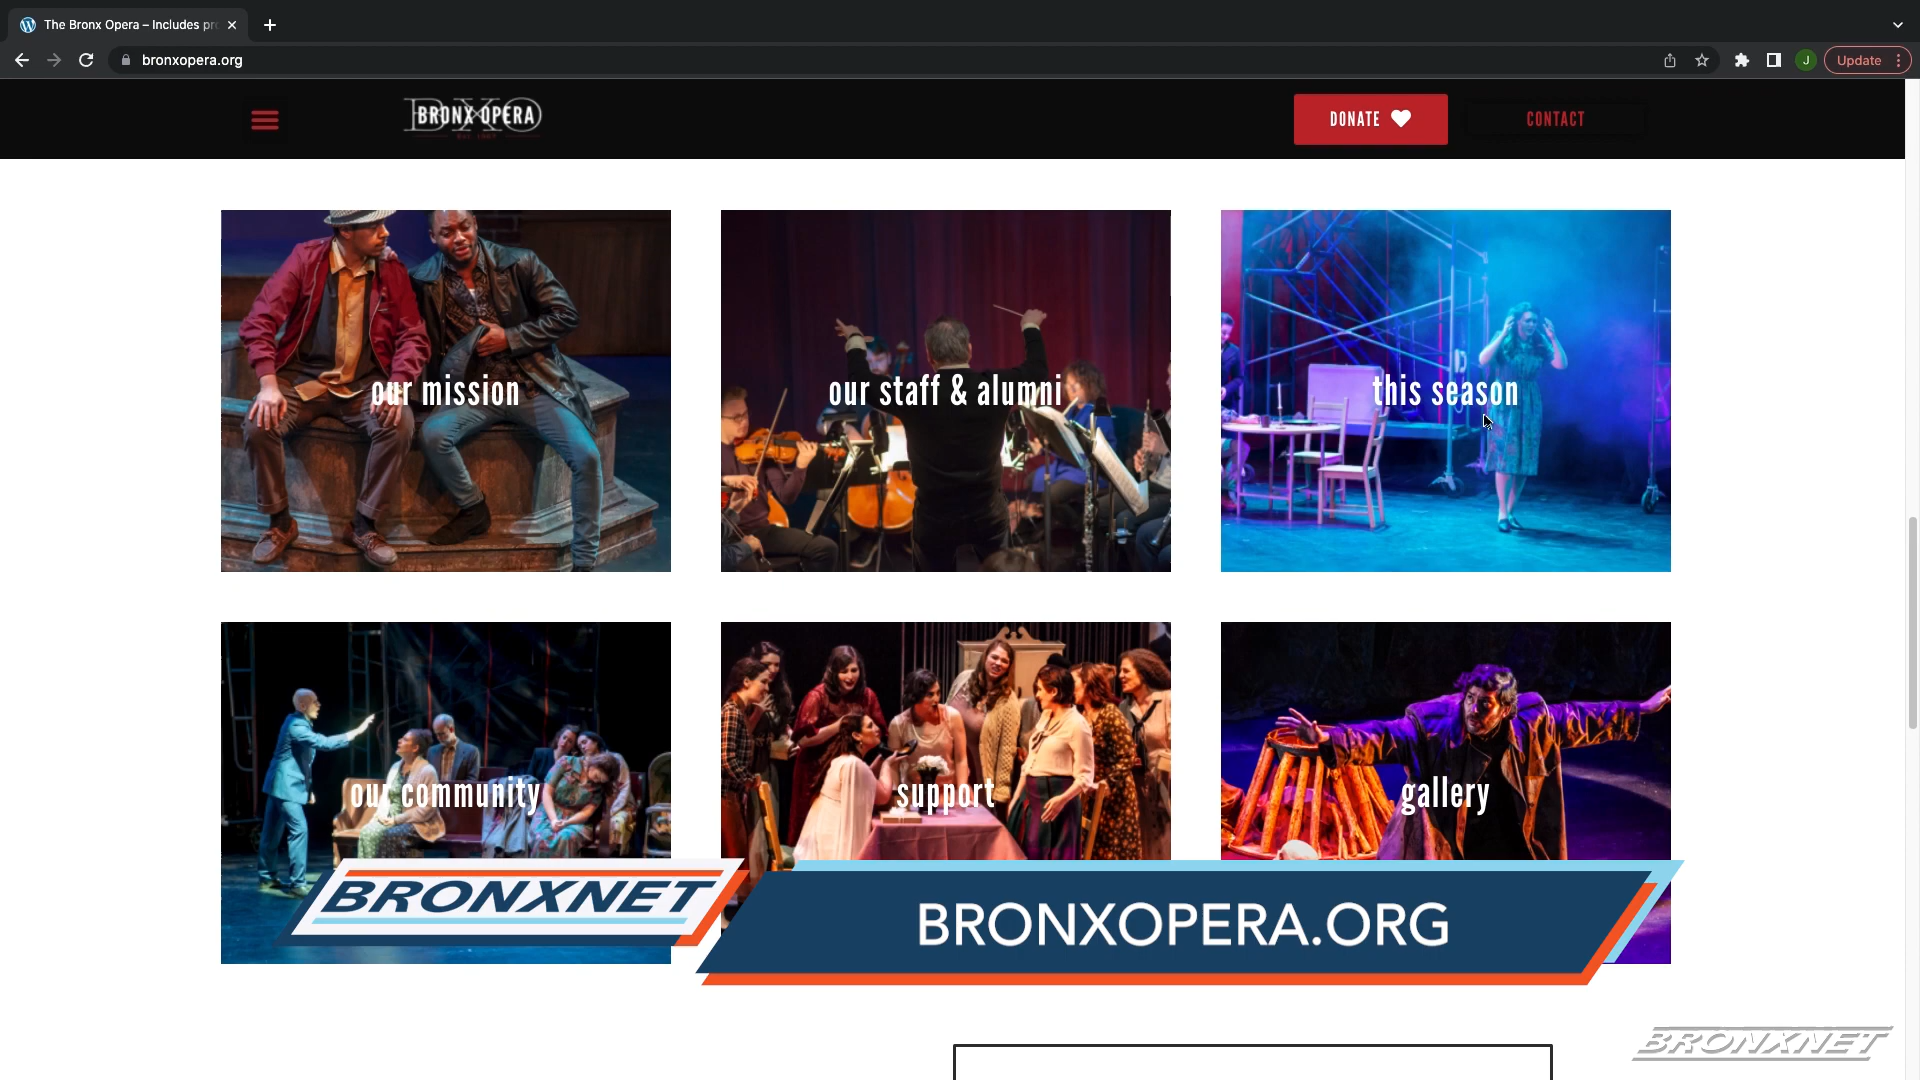 The Bronx Opera – Includes pr
bronxopera.org
J
Update
BRONX OPERA
DONATE
CONTACT
our mission
our staff & alumni
this season
our community
support
gallery
BRONXNET
BRONXOPERA.ORG
BRONXNET